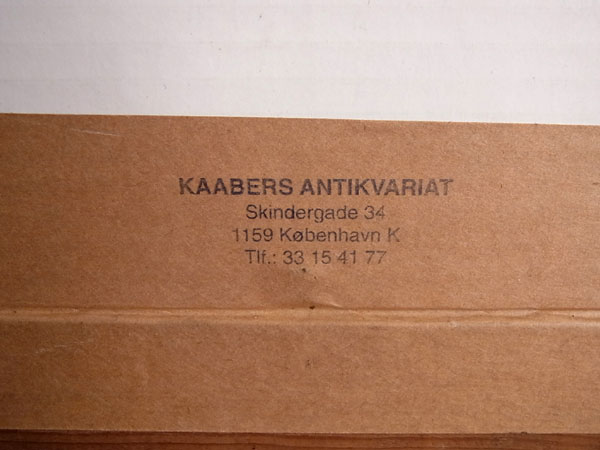 KAABERS ANTIKVARIAT
Skindergade 34
1159 København K
Tlf.: 33 15 41 77